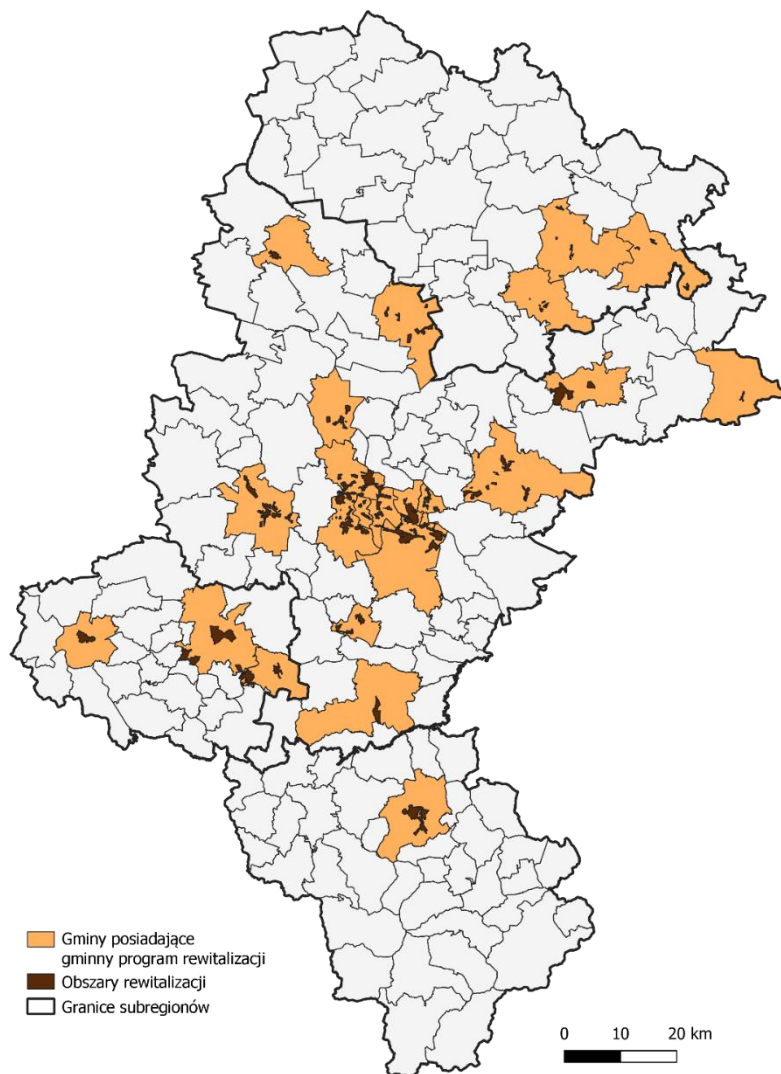 Gminy posiadające
gminny program rewitalizacji
Obszary rewitalizacji
Granice subregionów
0 10 20 km